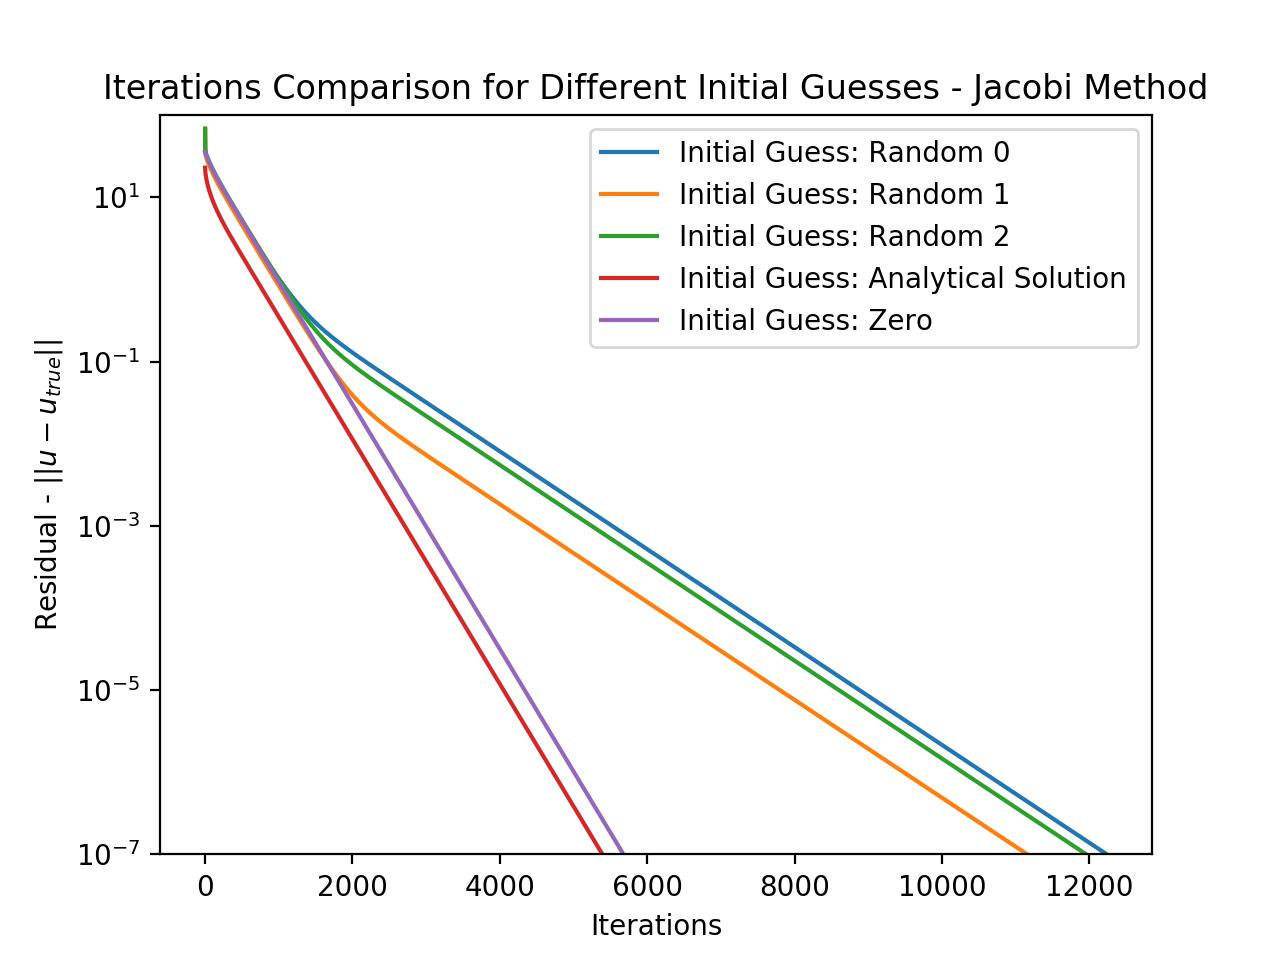 Iterations Comparison for Different Initial Guesses - Jacobi Method
Initial Guess: Random 0
Initial Guess: Random 1
Initial Guess: Random 2
Initial Guess: Analytical Solution
Initial Guess: Zero
Residual - ||u − u_{true}||
10^1
10^{−1}
10^{−3}
10^{−5}
10^{−7}
0 2000 4000 6000 8000 10000 12000
Iterations